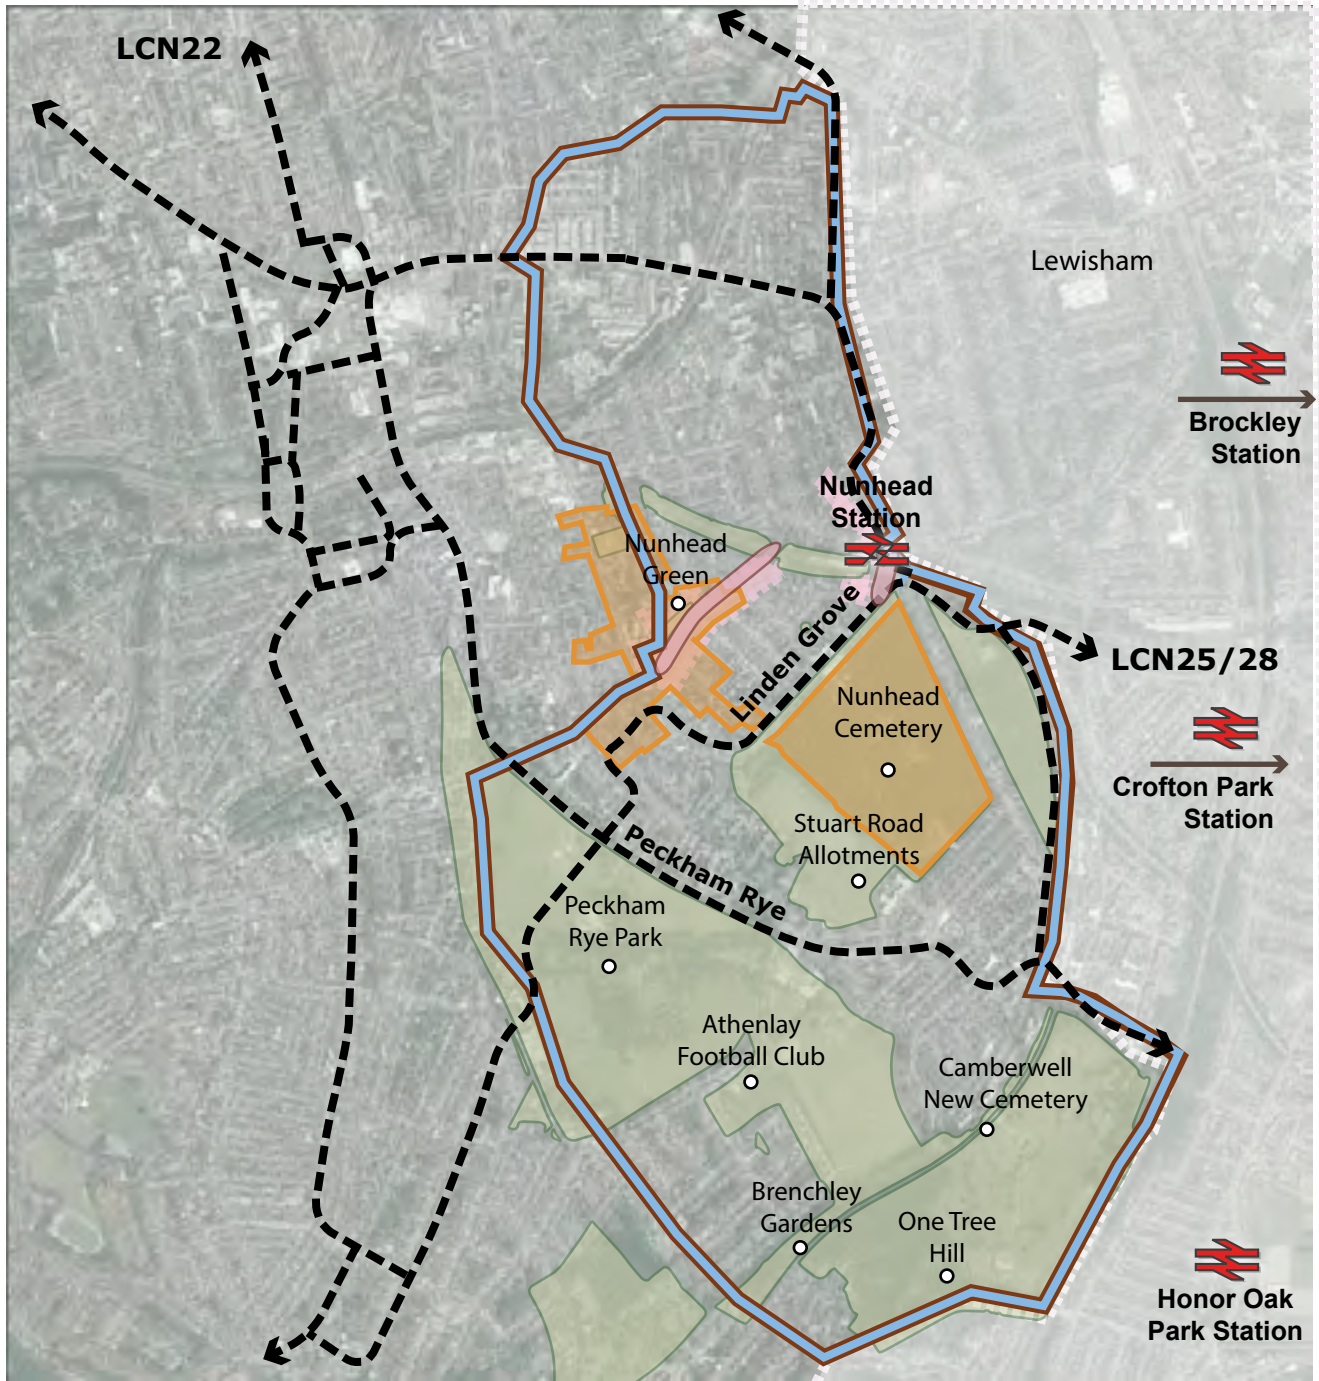 LCN22
Lewisham
Brockley
Station
Nunhead
Station
Nunhead
Green
Linden Grove
LCN25/28
Nunhead
Cemetery
Crofton Park
Station
Stuart Road
Allotments
Peckham Rye
Peckham
Rye Park
Athenlay
Football Club
Camberwell
New Cemetery
Brenchley
Gardens
One Tree
Hill
Honor Oak
Park Station